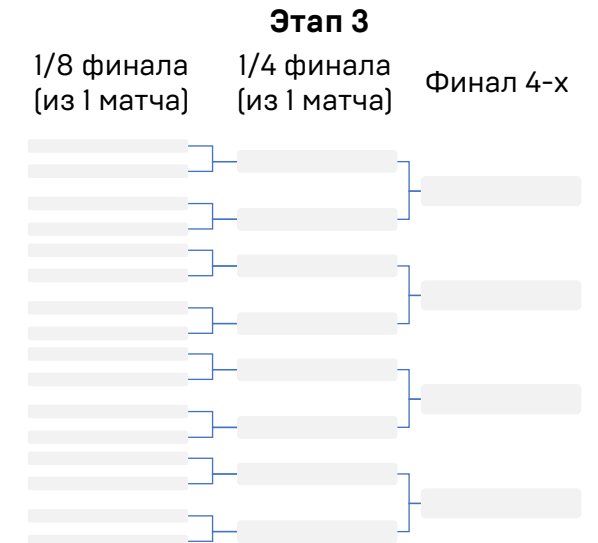 Этап 3
1/8 финала
(из 1 матча)
1/4 финала
(из 1 матча)
Финал 4-х